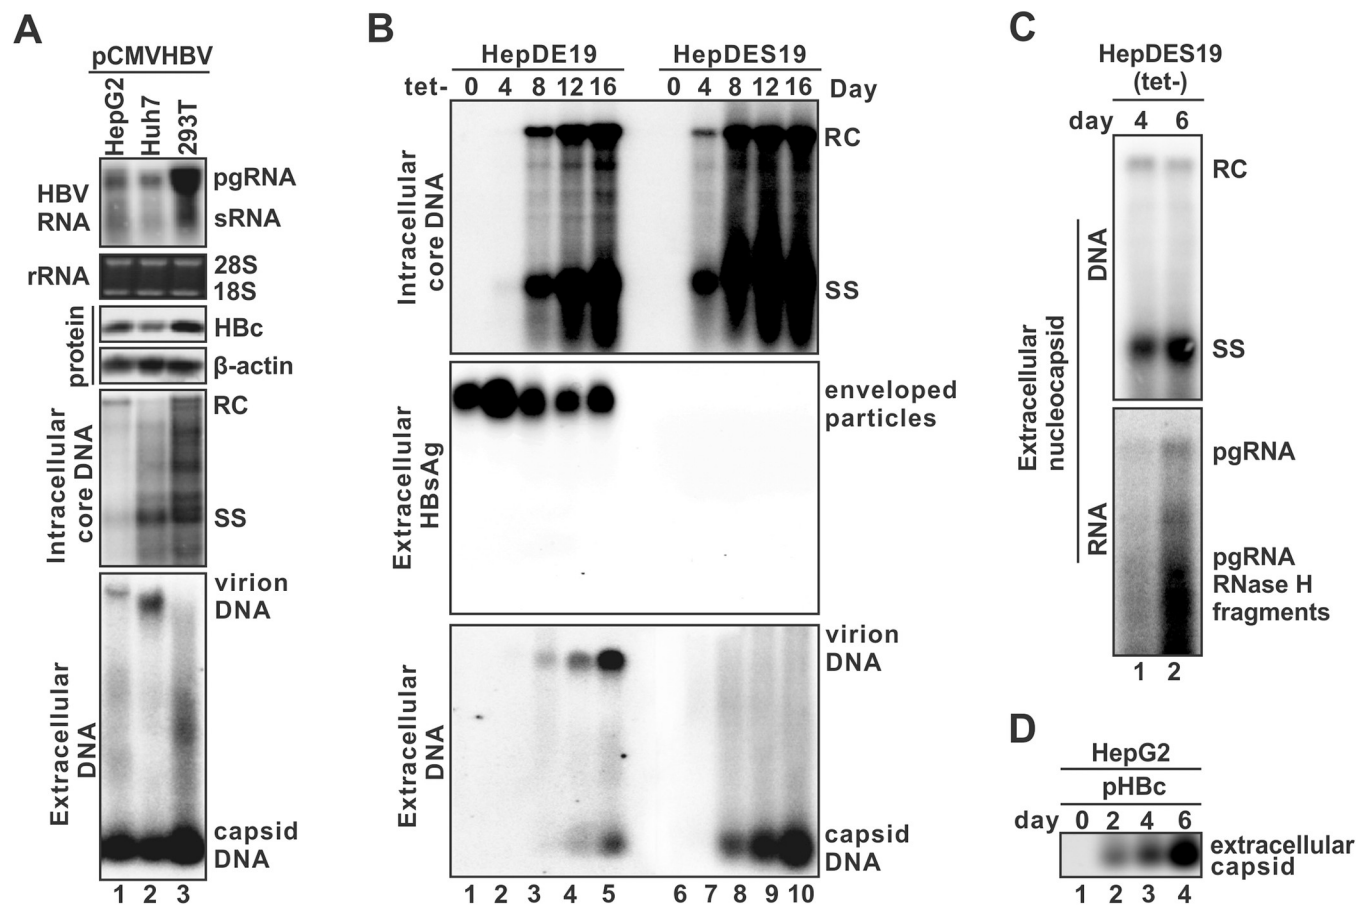 A
pCMVHBV
HepG2
Huh7
293T
HBV
RNA
pgRNA
sRNA
rRNA
28S
18S
protein
HBc
β-actin
Intracellular
core DNA
RC
SS
Extracellular
DNA
virion
DNA
capsid
DNA
1 2 3
B
HepDE19 HepDES19
tet- 0 4 8 12 16 0 4 8 12 16 Day
Intracellular
core DNA
RC
SS
Extracellular
HBsAg
enveloped
particles
Extracellular
DNA
virion
DNA
capsid
DNA
1 2 3 4 5 6 7 8 9 10
C
HepDES19
(tet-)
day 4 6
Extracellular
nucleocapsid
DNA
RC
SS
RNA
pgRNA
pgRNA
RNase H
fragments
1 2
D
HepG2
pHBc
day 0 2 4 6
extracellular
capsid
1 2 3 4